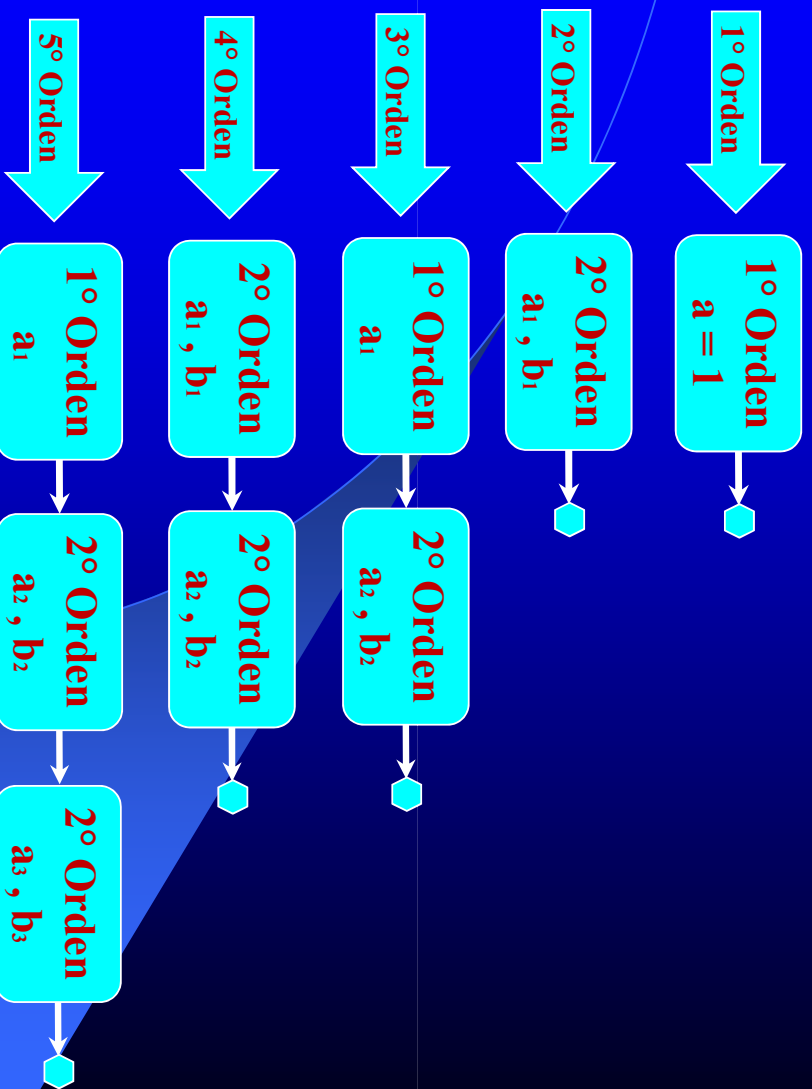 1° Orden
1° Orden
a = 1
2° Orden
2° Orden
a₁ , b₁
3° Orden
1° Orden
a₁
2° Orden
a₂ , b₂
4° Orden
2° Orden
a₁ , b₁
2° Orden
a₂ , b₂
5° Orden
1° Orden
a₁
2° Orden
a₂ , b₂
2° Orden
a₃ , b₃